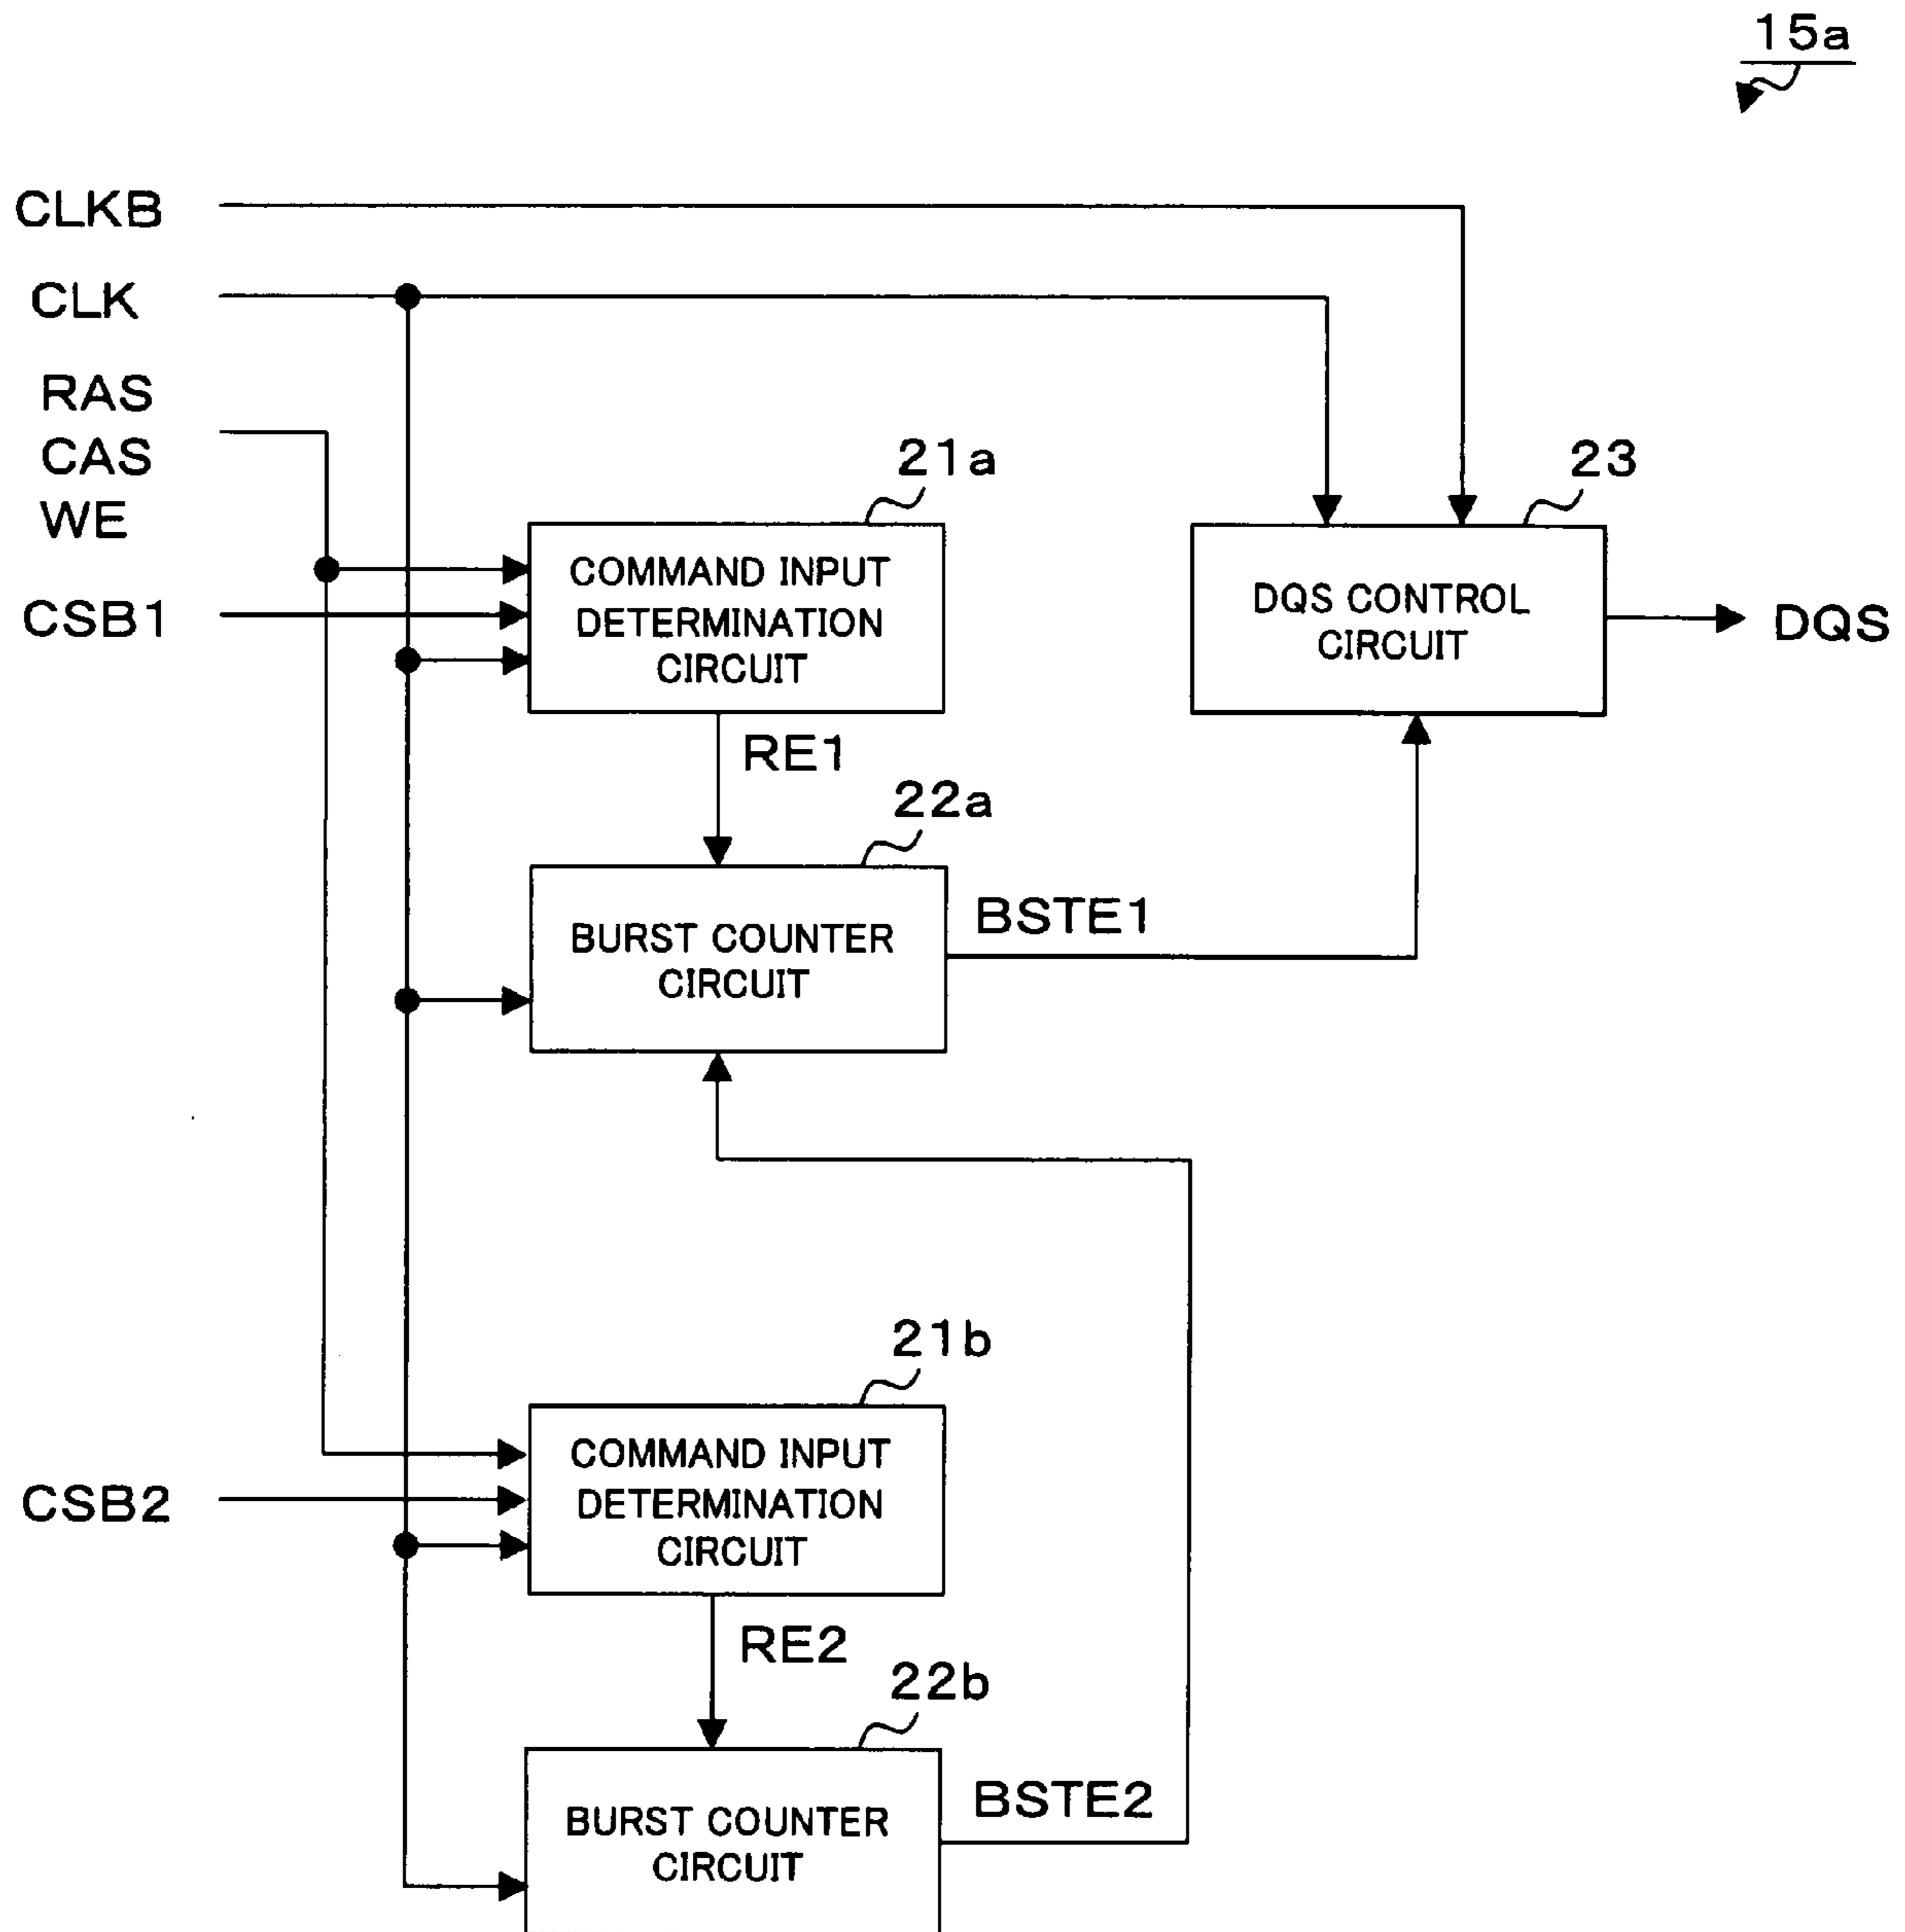 15a
CLKB
CLK
RAS
CAS
WE
21a
23
COMMAND INPUT
DETERMINATION
CIRCUIT
DQS CONTROL
CIRCUIT
CSB1
DQS
RE1
22a
BURST COUNTER
CIRCUIT
BSTE1
21b
COMMAND INPUT
DETERMINATION
CIRCUIT
CSB2
RE2
22b
BURST COUNTER
CIRCUIT
BSTE2